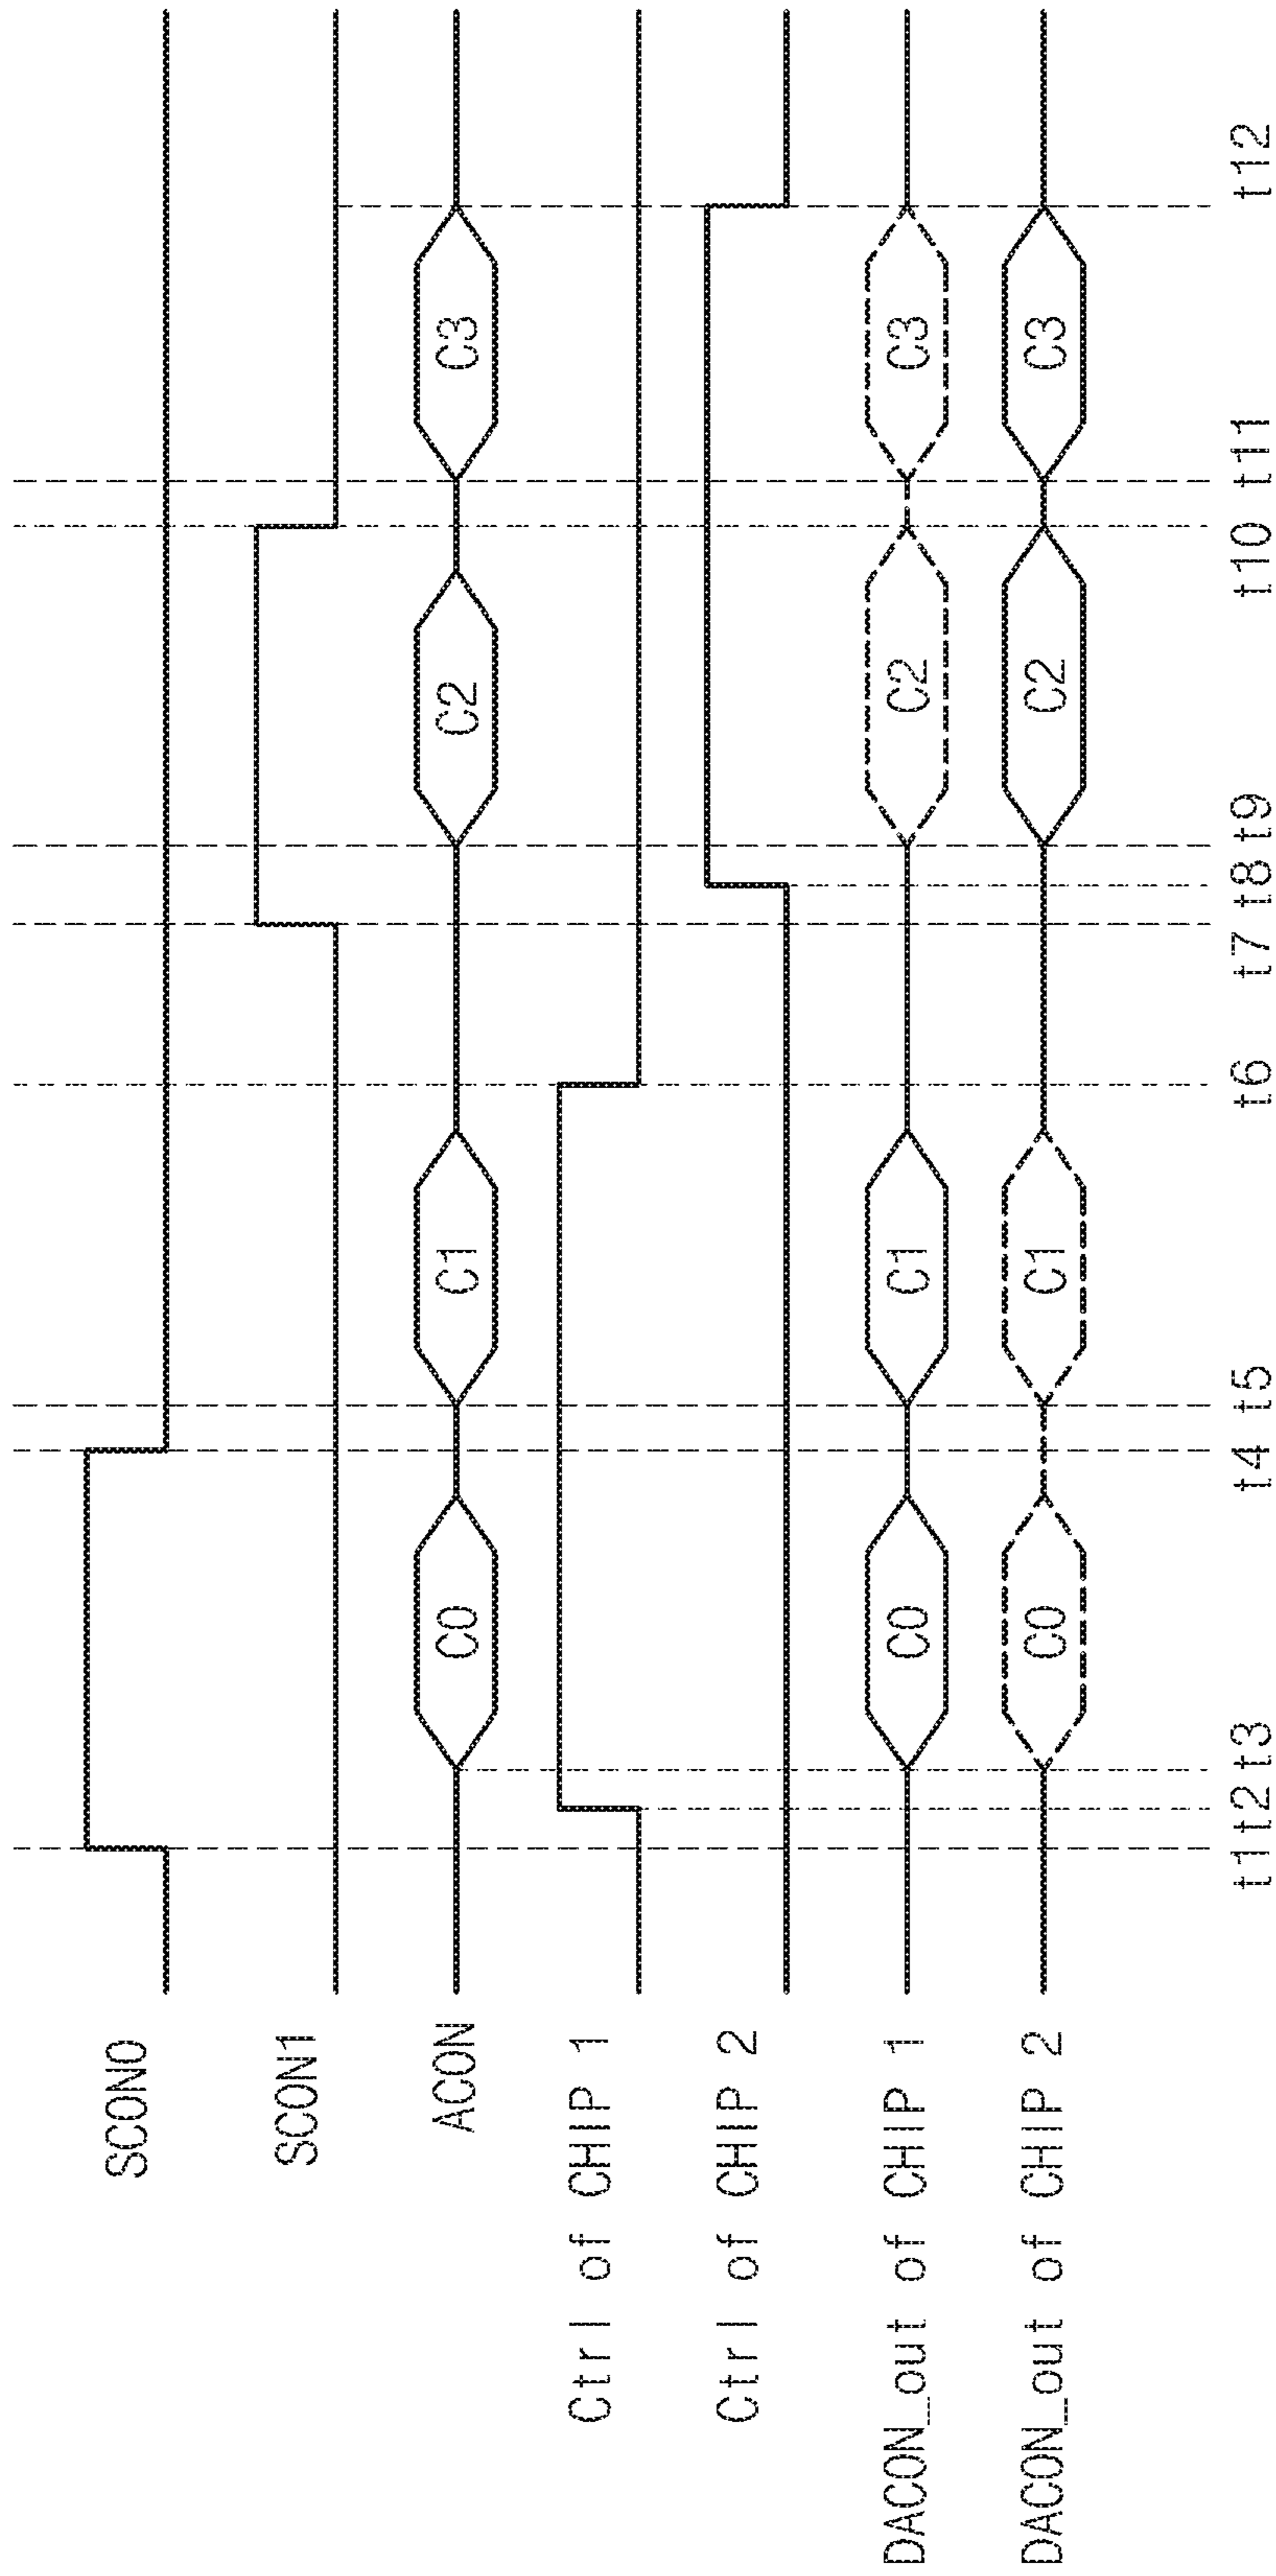 SCON0
SCON1
ACON
C0 C1 C2 C3
Ctrl of CHIP 1
Ctrl of CHIP 2
DACON_out of CHIP 1
C0 C1 C2 C3
DACON_out of CHIP 2
C0 C1 C2 C3
t1 t2 t3 t4 t5 t6 t7 t8 t9 t10 t11 t12